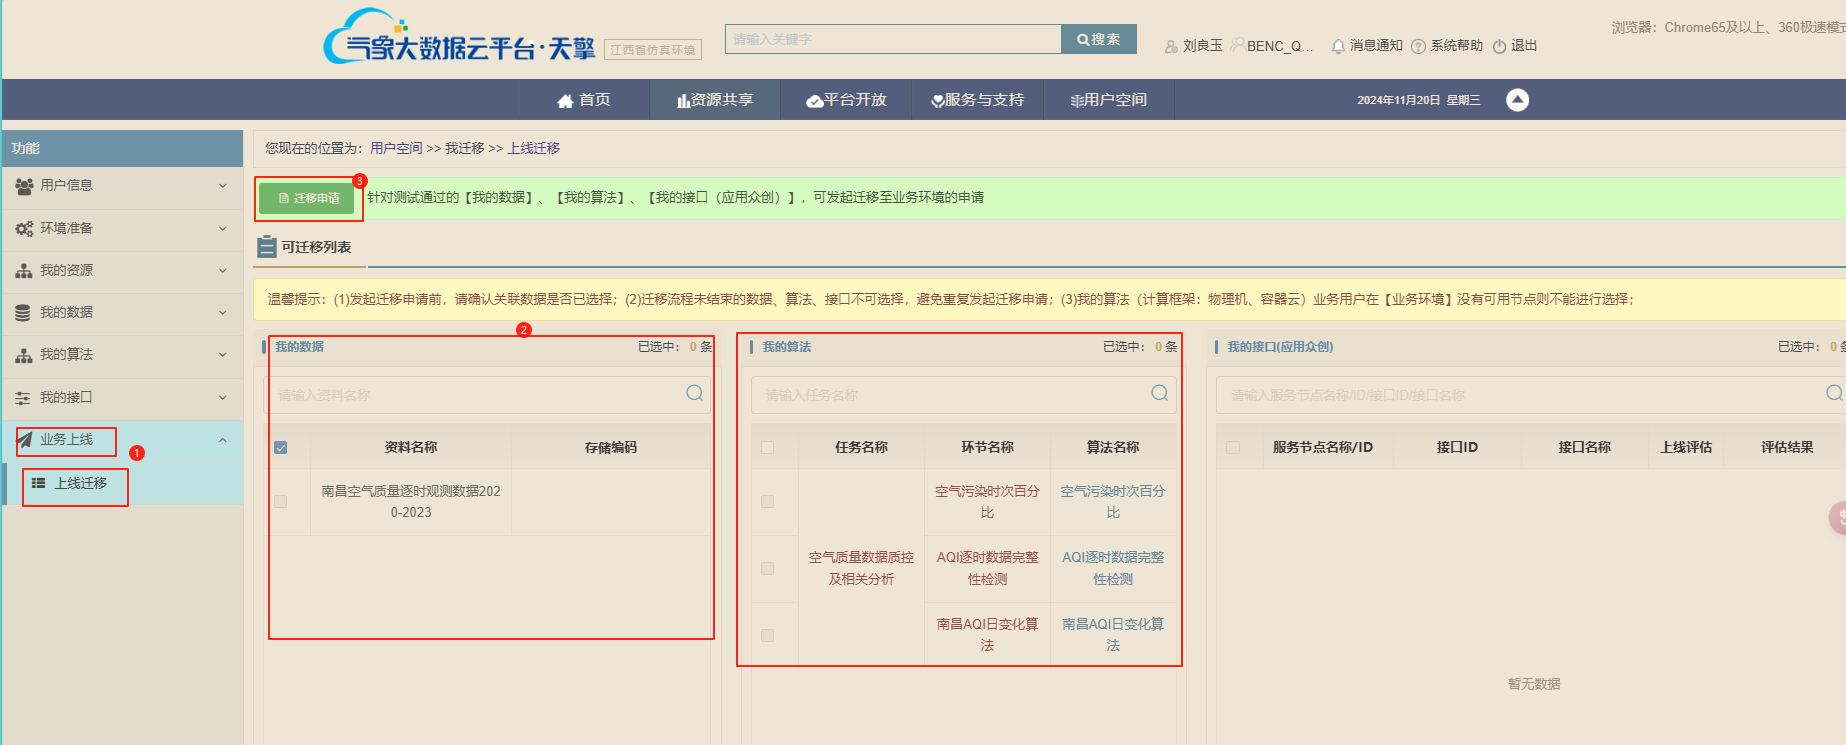 浏览器：Chrome65及以上、360极速模式
气象大数据云平台·天擎 江西省仿真环境
请输入关键字 搜索
刘良玉 BENC_Q... 消息通知 系统帮助 退出
首页 资源共享 平台开放 服务与支持 用户空间 2024年11月20日 星期三
功能
用户信息
环境准备
我的资源
我的数据
我的算法
我的接口
业务上线
1
上线迁移
您现在的位置为：用户空间 >> 我迁移 >> 上线迁移
迁移申请 3 针对测试通过的【我的数据】、【我的算法】、【我的接口（应用众创）】，可发起迁移至业务环境的申请
可迁移列表
温馨提示：(1)发起迁移申请前，请确认关联数据是否已选择；(2)迁移流程未结束的数据、算法、接口不可选择，避免重复发起迁移申请；(3)我的算法（计算框架：物理机、容器云）业务用户在【业务环境】没有可用节点则不能进行选择；
2
我的数据 已选中：0 条
请输入资料名称
资料名称 存储编码
南昌空气质量逐时观测数据202
0-2023
我的算法 已选中：0 条
请输入任务名称
任务名称 环节名称 算法名称
空气质量数据质控
及相关分析
空气污染时次百分
比
空气污染时次百分
比
AQI逐时数据完整
性检测
AQI逐时数据完整
性检测
南昌AQI日变化算
法
南昌AQI日变化算
法
我的接口(应用众创) 已选中：0 条
请输入服务节点名称/ID/接口ID/接口名称
服务节点名称/ID 接口ID 接口名称 上线评估 评估结果
暂无数据